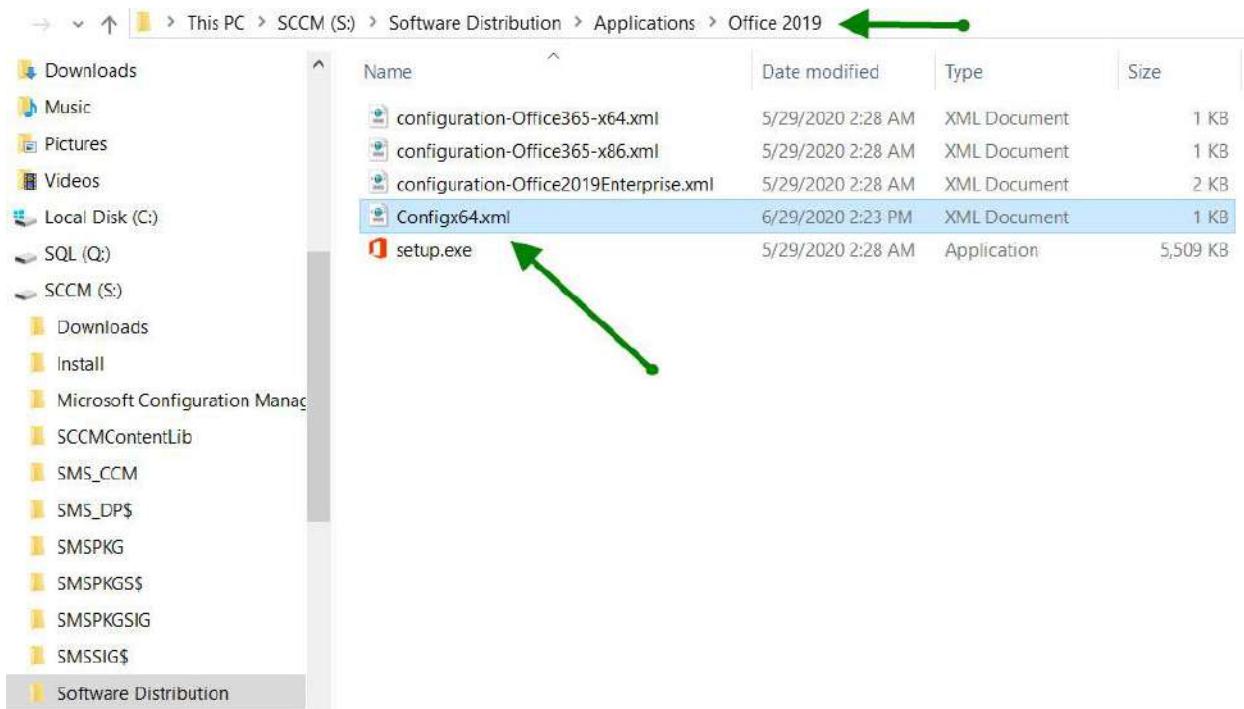 This PC > SCCM (S:) > Software Distribution > Applications > Office 2019
Downloads
Music
Pictures
Videos
Local Disk (C:)
SQL (Q:)
SCCM (S:)
Downloads
Install
Microsoft Configuration Manag
SCCMContentLib
SMS_CCM
SMS_DP$
SMSPKG
SMSPKGS$
SMSPKGSIG
SMSSIG$
Software Distribution
Name Date modified Type Size
configuration-Office365-x64.xml 5/29/2020 2:28 AM XML Document 1 KB
configuration-Office365-x86.xml 5/29/2020 2:28 AM XML Document 1 KB
configuration-Office2019Enterprise.xml 5/29/2020 2:28 AM XML Document 2 KB
Configx64.xml 6/29/2020 2:23 PM XML Document 1 KB
setup.exe 5/29/2020 2:28 AM Application 5,509 KB